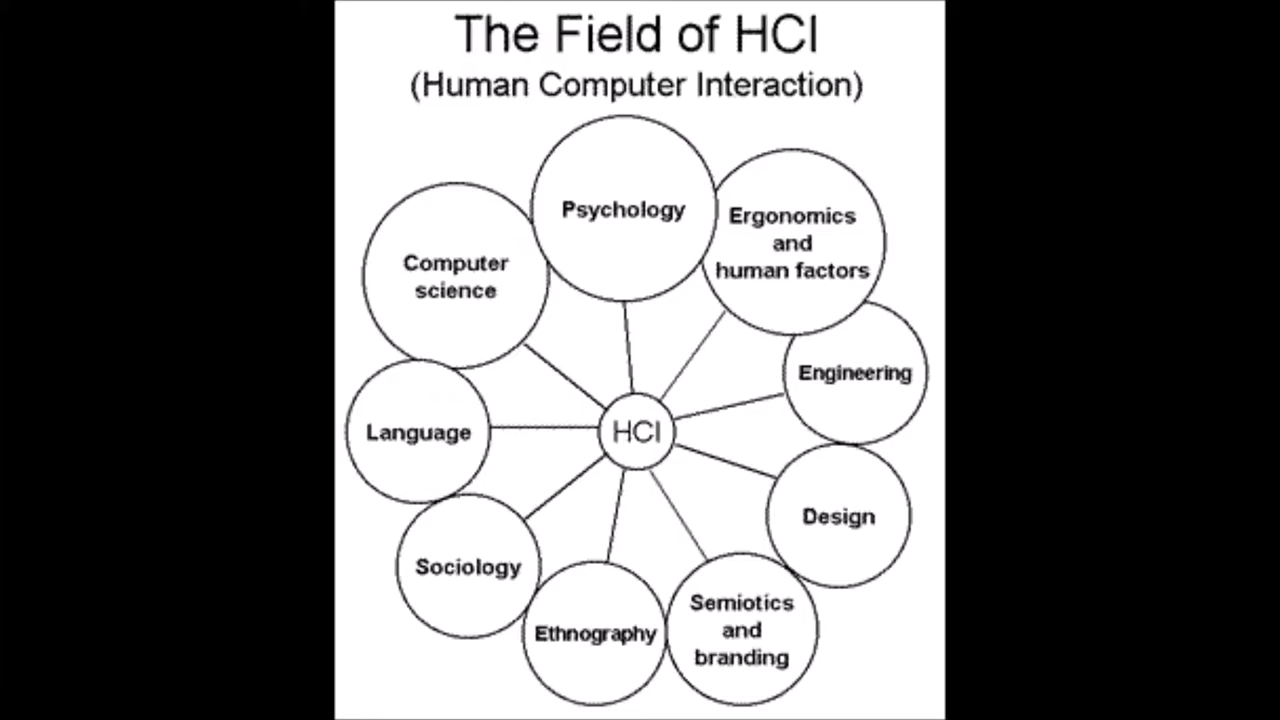 The Field of HCI
(Human Computer Interaction)
Psychology
Ergonomics
and
human factors
Computer
science
Engineering
Language
HCI
Design
Sociology
Ethnography
Semiotics
and
branding